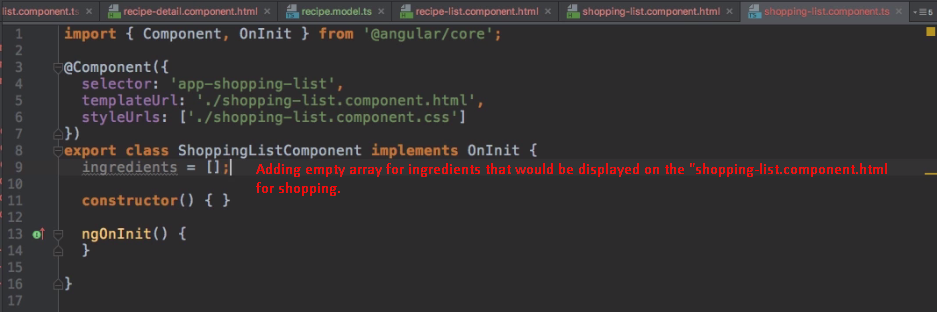 list.component.ts × recipe-detail.component.html × recipe.model.ts × recipe-list.component.html × shopping-list.component.html × shopping-list.component.ts × 5
1 import { Component, OnInit } from '@angular/core';
2
3 @Component({
4 selector: 'app-shopping-list',
5 templateUrl: './shopping-list.component.html',
6 styleUrls: ['./shopping-list.component.css']
7 })
8 export class ShoppingListComponent implements OnInit {
9 ingredients = []; Adding empty array for ingredients that would be displayed on the "shopping-list.component.html
10 for shopping.
11 constructor() { }
12
13 ngOnInit() {
14 }
15
16 }
17